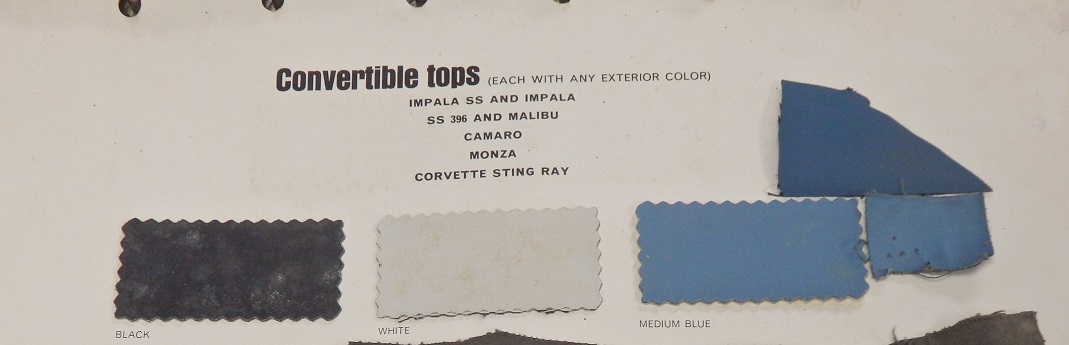 Convertible tops (EACH WITH ANY EXTERIOR COLOR)
IMPALA SS AND IMPALA
SS 396 AND MALIBU
CAMARO
MONZA
CORVETTE STING RAY
BLACK
WHITE
MEDIUM BLUE